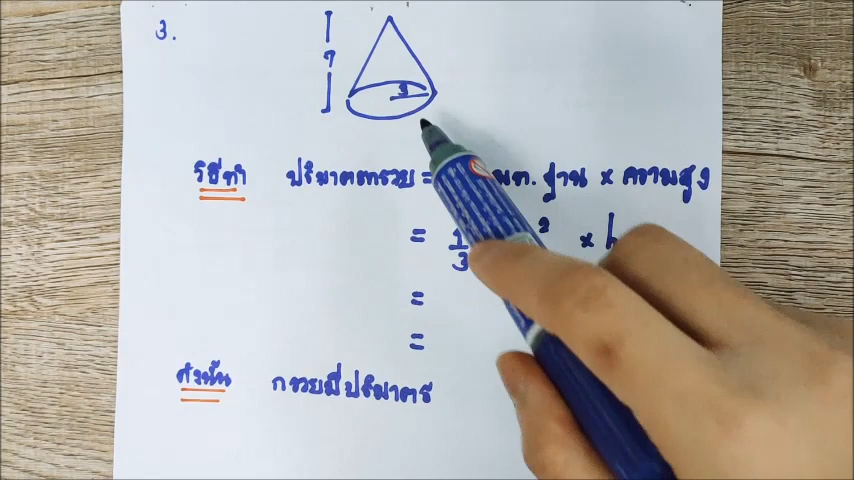 3.
7
3
วิธีทำ ปริมาตรกรวย = พท. ฐาน × ความสูง
= 1/3 ² × h
=
=
ดังนั้น กรวยมีปริมาตร